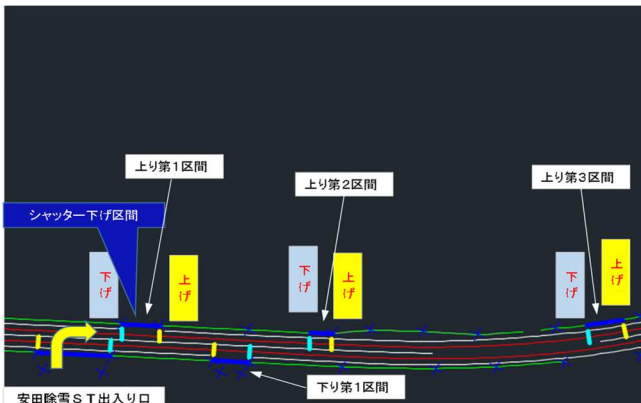 上り第1区間
上り第2区間
上り第3区間
シャッター下げ区間
下げ
上げ
下げ
上げ
下げ
上げ
下り第1区間
安田除雪ST出入り口